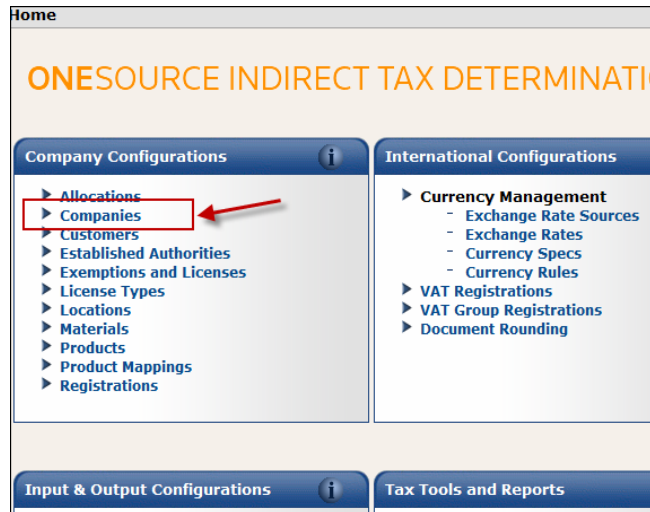 Home
ONESOURCE INDIRECT TAX DETERMINATI
Company Configurations
i
Allocations
Companies
Customers
Established Authorities
Exemptions and Licenses
License Types
Locations
Materials
Products
Product Mappings
Registrations
International Configurations
Currency Management
- Exchange Rate Sources
- Exchange Rates
- Currency Specs
- Currency Rules
VAT Registrations
VAT Group Registrations
Document Rounding
Input & Output Configurations
i
Tax Tools and Reports